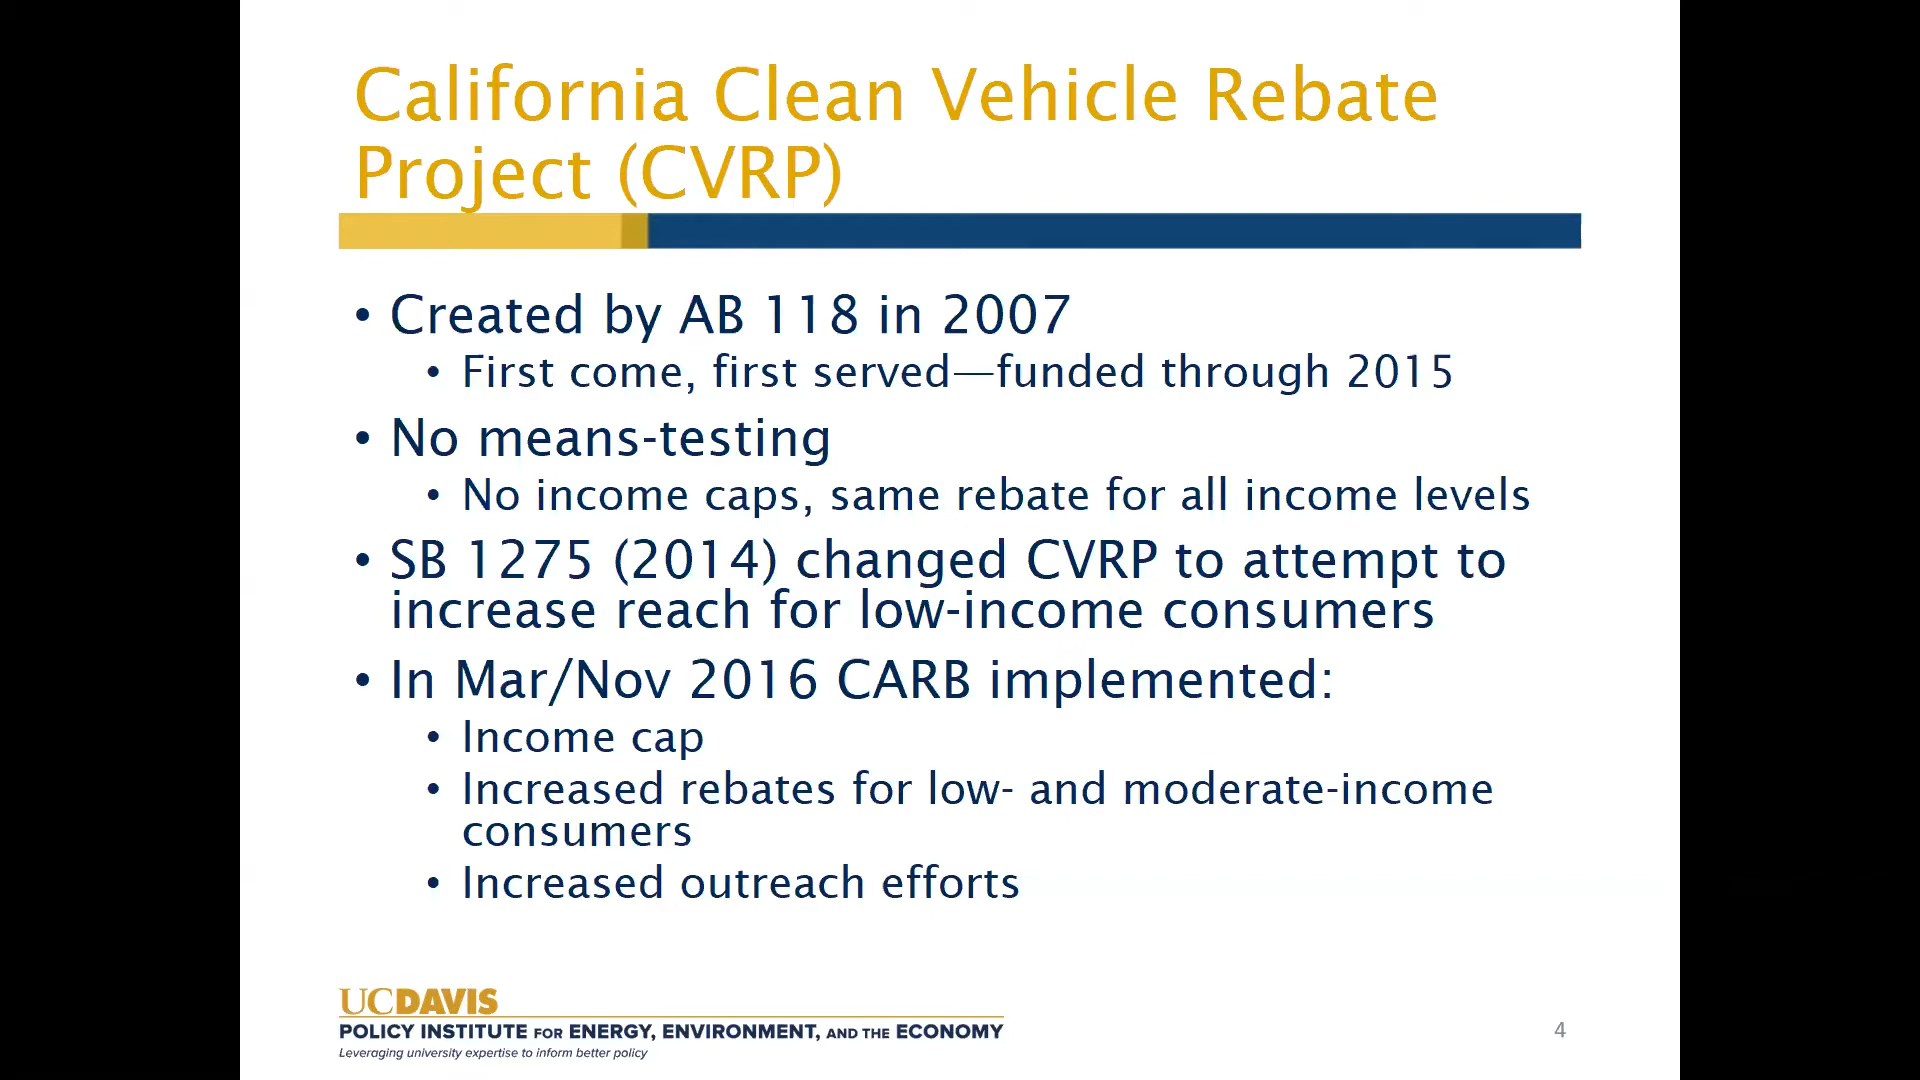 California Clean Vehicle Rebate
Project (CVRP)
• Created by AB 118 in 2007
• First come, first served—funded through 2015
• No means-testing
• No income caps, same rebate for all income levels
• SB 1275 (2014) changed CVRP to attempt to
increase reach for low-income consumers
• In Mar/Nov 2016 CARB implemented:
• Income cap
• Increased rebates for low- and moderate-income
consumers
• Increased outreach efforts
UCDAVIS
POLICY INSTITUTE FOR ENERGY, ENVIRONMENT, AND THE ECONOMY
Leveraging university expertise to inform better policy
4